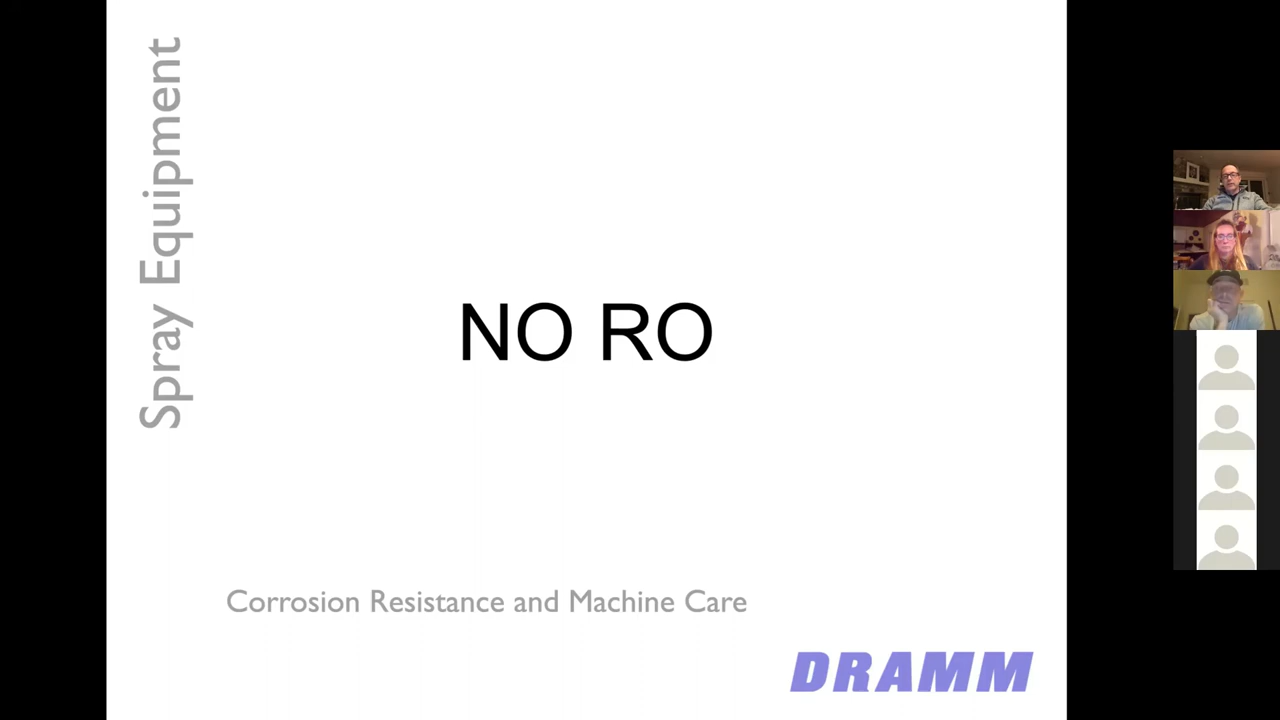 Spray Equipment
NO RO
Corrosion Resistance and Machine Care
DRAMM